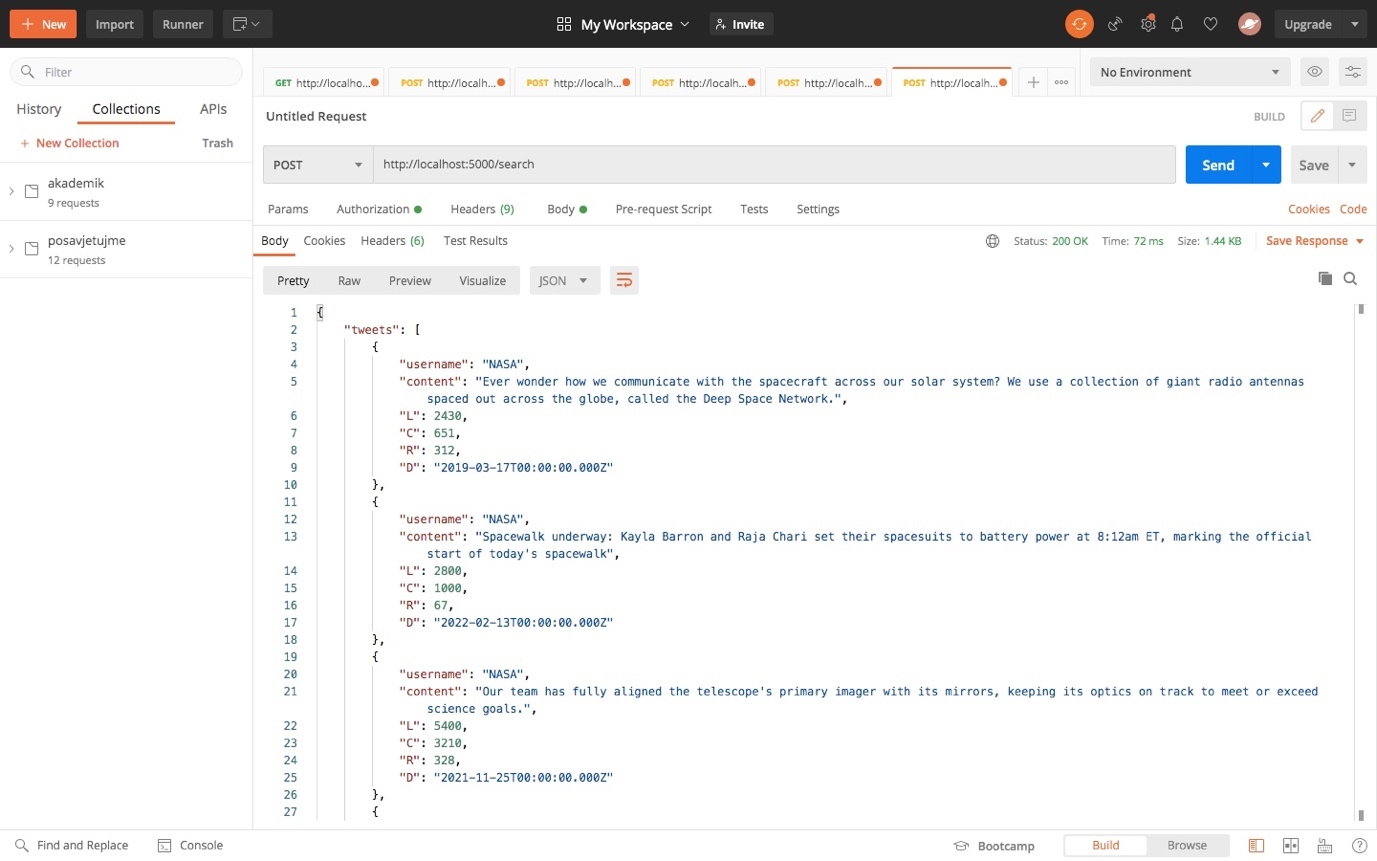 New Import Runner My Workspace Invite Upgrade
Filter
History Collections APIs
New Collection Trash
akademik
9 requests
posavjetujme
12 requests
GET http://localho... POST http://localh... POST http://localh... POST http://localh... POST http://localh... POST http://localh... No Environment
Untitled Request BUILD
POST http://localhost:5000/search Send Save
Params Authorization Headers (9) Body Pre-request Script Tests Settings Cookies Code
Body Cookies Headers (6) Test Results Status: 200 OK Time: 72 ms Size: 1.44 KB Save Response
Pretty Raw Preview Visualize JSON
1 {
2 "tweets": [
3 {
4 "username": "NASA",
5 "content": "Ever wonder how we communicate with the spacecraft across our solar system? We use a collection of giant radio antennas
spaced out across the globe, called the Deep Space Network.",
6 "L": 2430,
7 "C": 651,
8 "R": 312,
9 "D": "2019-03-17T00:00:00.000Z"
10 },
11 {
12 "username": "NASA",
13 "content": "Spacewalk underway: Kayla Barron and Raja Chari set their spacesuits to battery power at 8:12am ET, marking the official
start of today's spacewalk",
14 "L": 2800,
15 "C": 1000,
16 "R": 67,
17 "D": "2022-02-13T00:00:00.000Z"
18 },
19 {
20 "username": "NASA",
21 "content": "Our team has fully aligned the telescope's primary imager with its mirrors, keeping its optics on track to meet or exceed
science goals.",
22 "L": 5400,
23 "C": 3210,
24 "R": 328,
25 "D": "2021-11-25T00:00:00.000Z"
26 },
27 {
Find and Replace Console Bootcamp Build Browse